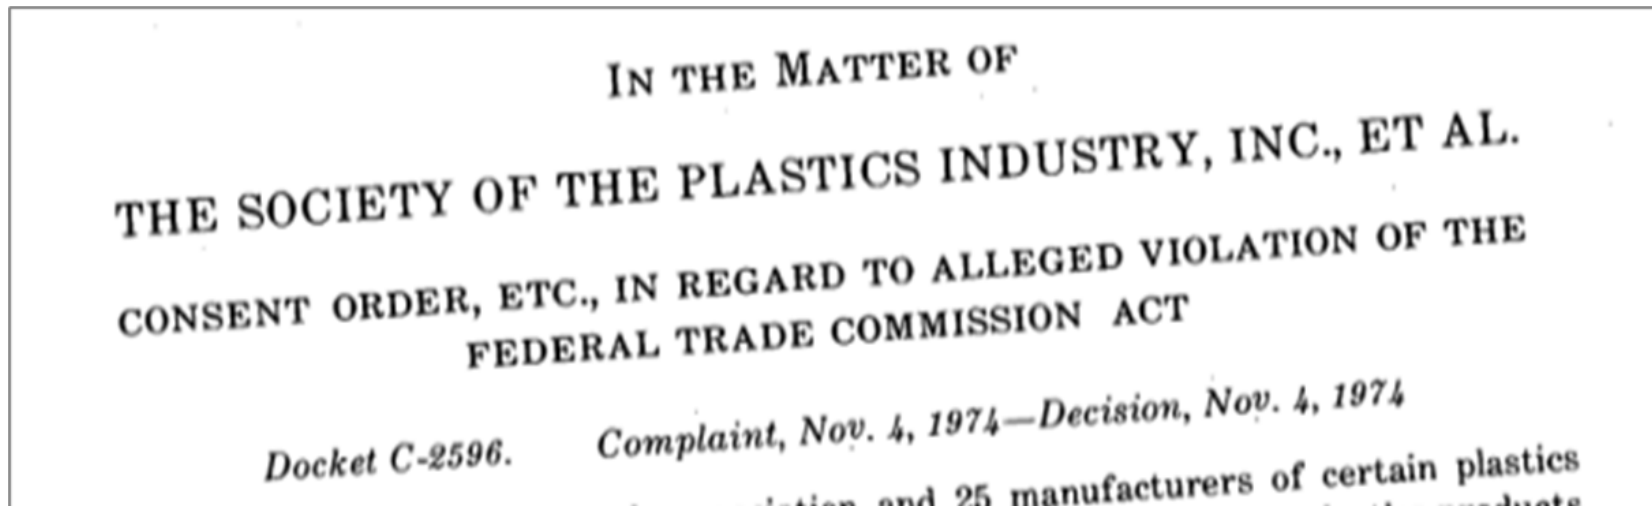 IN THE MATTER OF
THE SOCIETY OF THE PLASTICS INDUSTRY, INC., ET AL.
CONSENT ORDER, ETC., IN REGARD TO ALLEGED VIOLATION OF THE
FEDERAL TRADE COMMISSION ACT
Docket C-2596. Complaint, Nov. 4, 1974—Decision, Nov. 4, 1974
and 25 manufacturers of certain plastics
products